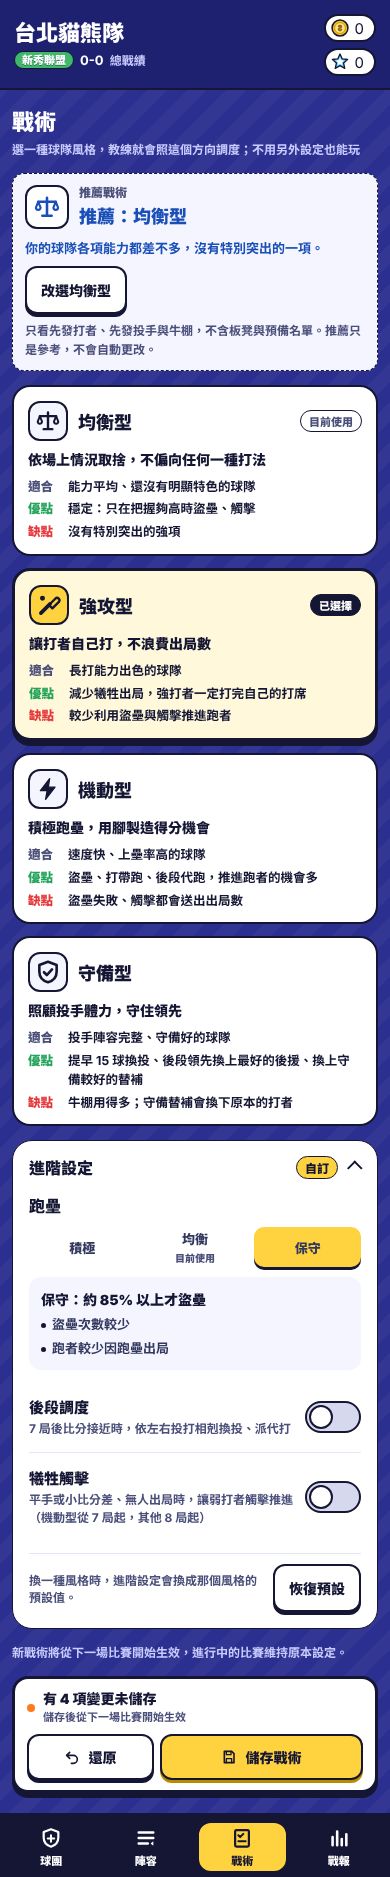 台北貓熊隊
0
新秀聯盟 0-0 總戰績
0
戰術
選一種球隊風格，教練就會照這個方向調度；不用另外設定也能玩
推薦戰術
推薦：均衡型
你的球隊各項能力都差不多，沒有特別突出的一項。
改選均衡型
只看先發打者、先發投手與牛棚，不含板凳與預備名單。推薦只
是參考，不會自動更改。
均衡型
目前使用
依場上情況取捨，不偏向任何一種打法
適合 能力平均、還沒有明顯特色的球隊
優點 穩定：只在把握夠高時盜壘、觸擊
缺點 沒有特別突出的強項
強攻型
已選擇
讓打者自己打，不浪費出局數
適合 長打能力出色的球隊
優點 減少犧牲出局，強打者一定打完自己的打席
缺點 較少利用盜壘與觸擊推進跑者
機動型
積極跑壘，用腳製造得分機會
適合 速度快、上壘率高的球隊
優點 盜壘、打帶跑、後段代跑，推進跑者的機會多
缺點 盜壘失敗、觸擊都會送出出局數
守備型
照顧投手體力，守住領先
適合 投手陣容完整、守備好的球隊
優點 提早 15 球換投、後段領先換上最好的後援、換上守
備較好的替補
缺點 牛棚用得多；守備替補會換下原本的打者
進階設定
自訂
跑壘
積極
均衡
目前使用
保守
保守：約 85% 以上才盜壘
• 盜壘次數較少
• 跑者較少因跑壘出局
後段調度
7 局後比分接近時，依左右投打相剋換投、派代打
犧牲觸擊
平手或小比分差、無人出局時，讓弱打者觸擊推進
（機動型從 7 局起，其他 8 局起）
換一種風格時，進階設定會換成那個風格的
預設值。
恢復預設
新戰術將從下一場比賽開始生效，進行中的比賽維持原本設定。
有 4 項變更未儲存
儲存後從下一場比賽開始生效
還原
儲存戰術
球團
陣容
戰術
戰報